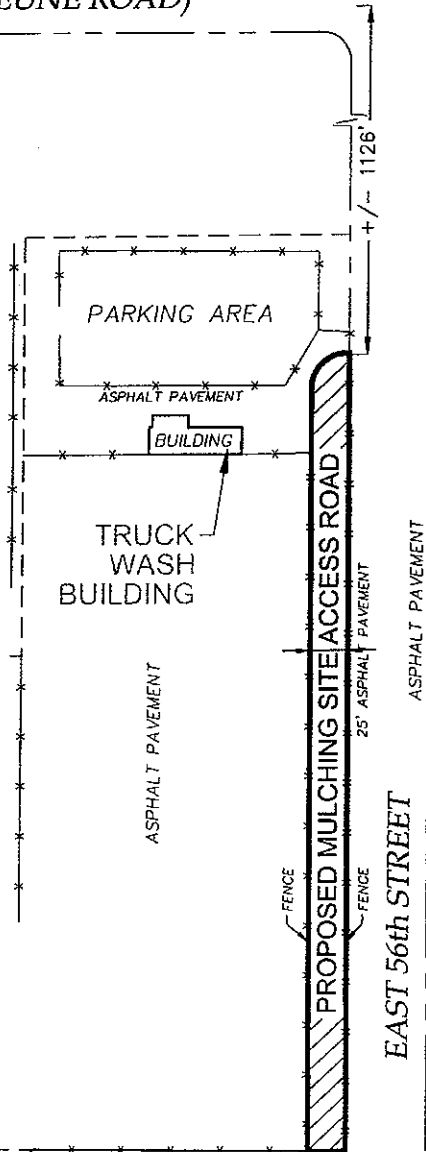 EUNE ROAD)
+/- 1126'
PARKING AREA
ASPHALT PAVEMENT
BUILDING
TRUCK
WASH
BUILDING
ASPHALT PAVEMENT
PROPOSED MULCHING SITE ACCESS ROAD
25' ASPHALT PAVEMENT
ASPHALT PAVEMENT
FENCE
FENCE
EAST 56th STREET